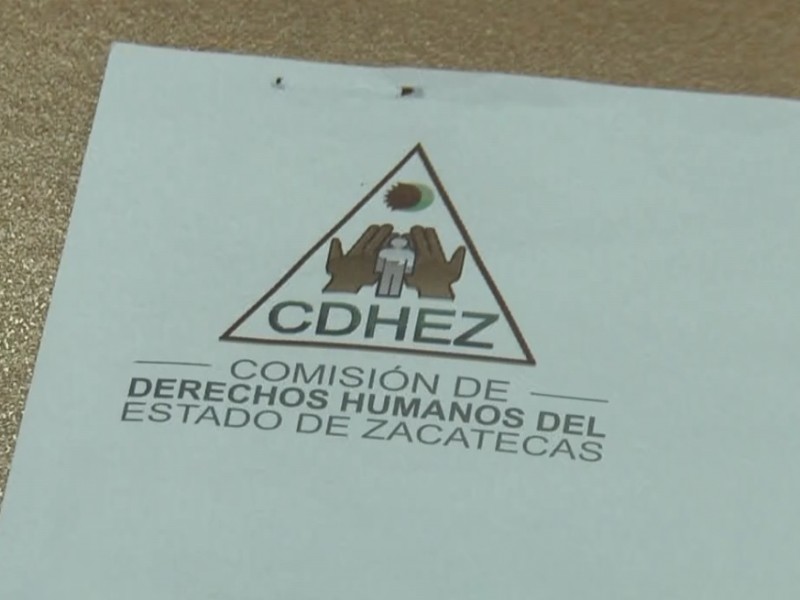 CDHEZ
COMISIÓN DE
DERECHOS HUMANOS DEL
ESTADO DE ZACATECAS